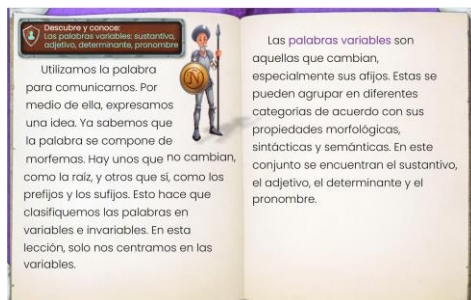 Descubre y conoce:
Las palabras variables: sustantivo,
adjetivo, determinante, pronombre
Utilizamos la palabra
para comunicarnos. Por
medio de ella, expresamos
una idea. Ya sabemos que
la palabra se compone de
morfemas. Hay unos que no cambian,
como la raíz, y otros que sí, como los
prefijos y los sufijos. Esto hace que
clasifiquemos las palabras en
variables e invariables. En esta
lección, solo nos centramos en las
variables.
N
Las palabras variables son
aquellas que cambian,
especialmente sus afijos. Estas se
pueden agrupar en diferentes
categorías de acuerdo con sus
propiedades morfológicas,
sintácticas y semánticas. En este
conjunto se encuentran el sustantivo,
el adjetivo, el determinante y el
pronombre.